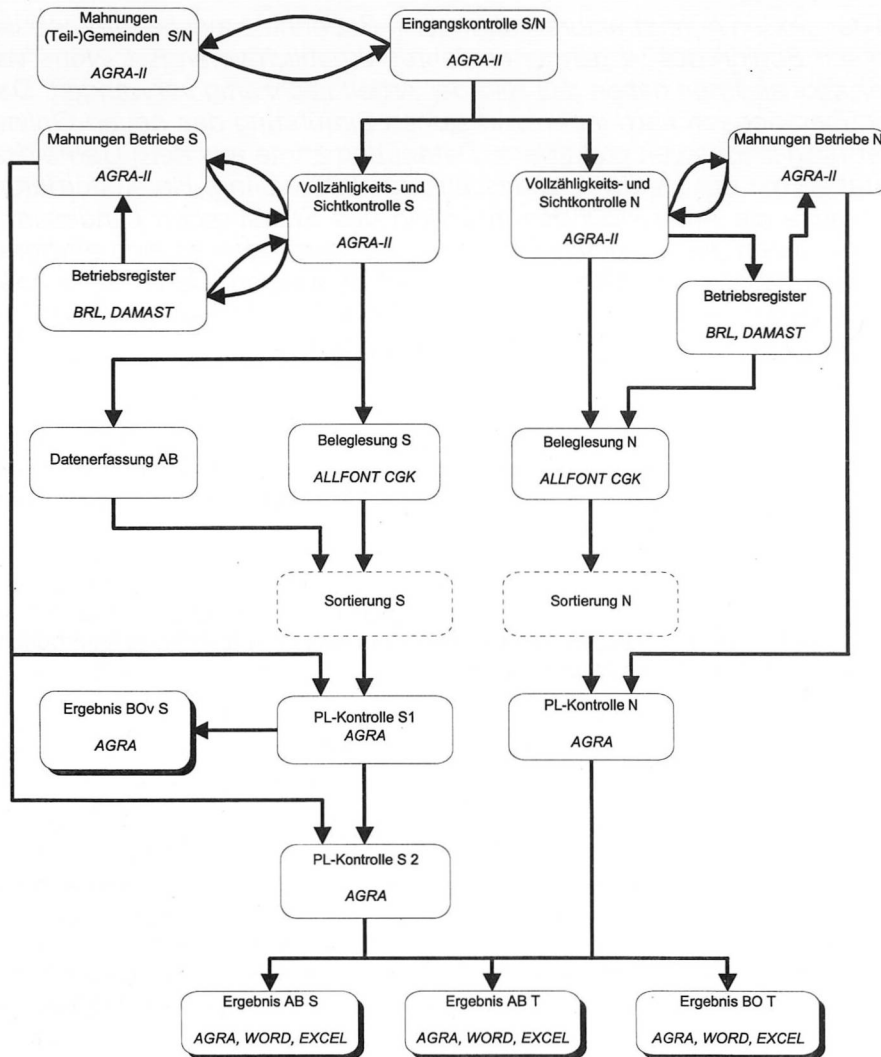 Mahnungen
(Teil-)Gemeinden S/N
AGRA-II
Eingangskontrolle S/N
AGRA-II
Mahnungen Betriebe S
AGRA-II
Vollzähligkeits- und
Sichtkontrolle S
AGRA-II
Vollzähligkeits- und
Sichtkontrolle N
AGRA-II
Mahnungen Betriebe N
AGRA-II
Betriebsregister
BRL, DAMAST
Betriebsregister
BRL, DAMAST
Datenerfassung AB
Beleglesung S
ALLFONT CGK
Beleglesung N
ALLFONT CGK
Sortierung S
Sortierung N
Ergebnis BOv S
AGRA
PL-Kontrolle S1
AGRA
PL-Kontrolle N
AGRA
PL-Kontrolle S 2
AGRA
Ergebnis AB S
AGRA, WORD, EXCEL
Ergebnis AB T
AGRA, WORD, EXCEL
Ergebnis BO T
AGRA, WORD, EXCEL